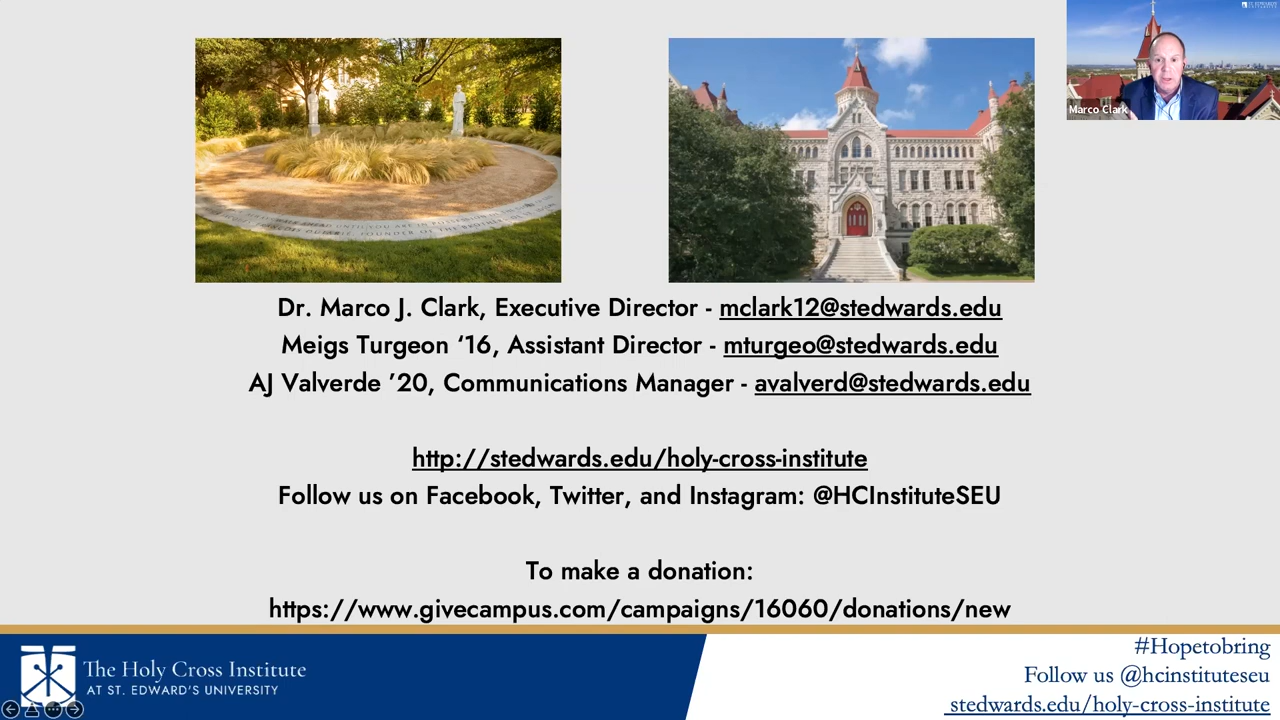 Marco Clark
Dr. Marco J. Clark, Executive Director - mclark12@stedwards.edu
Meigs Turgeon ‘16, Assistant Director - mturgeo@stedwards.edu
AJ Valverde ’20, Communications Manager - avalverd@stedwards.edu
http://stedwards.edu/holy-cross-institute
Follow us on Facebook, Twitter, and Instagram: @HCInstituteSEU
To make a donation:
https://www.givecampus.com/campaigns/16060/donations/new
The Holy Cross Institute
AT ST. EDWARD'S UNIVERSITY
#Hopetobring
Follow us @hcinstituteseu
stedwards.edu/holy-cross-institute